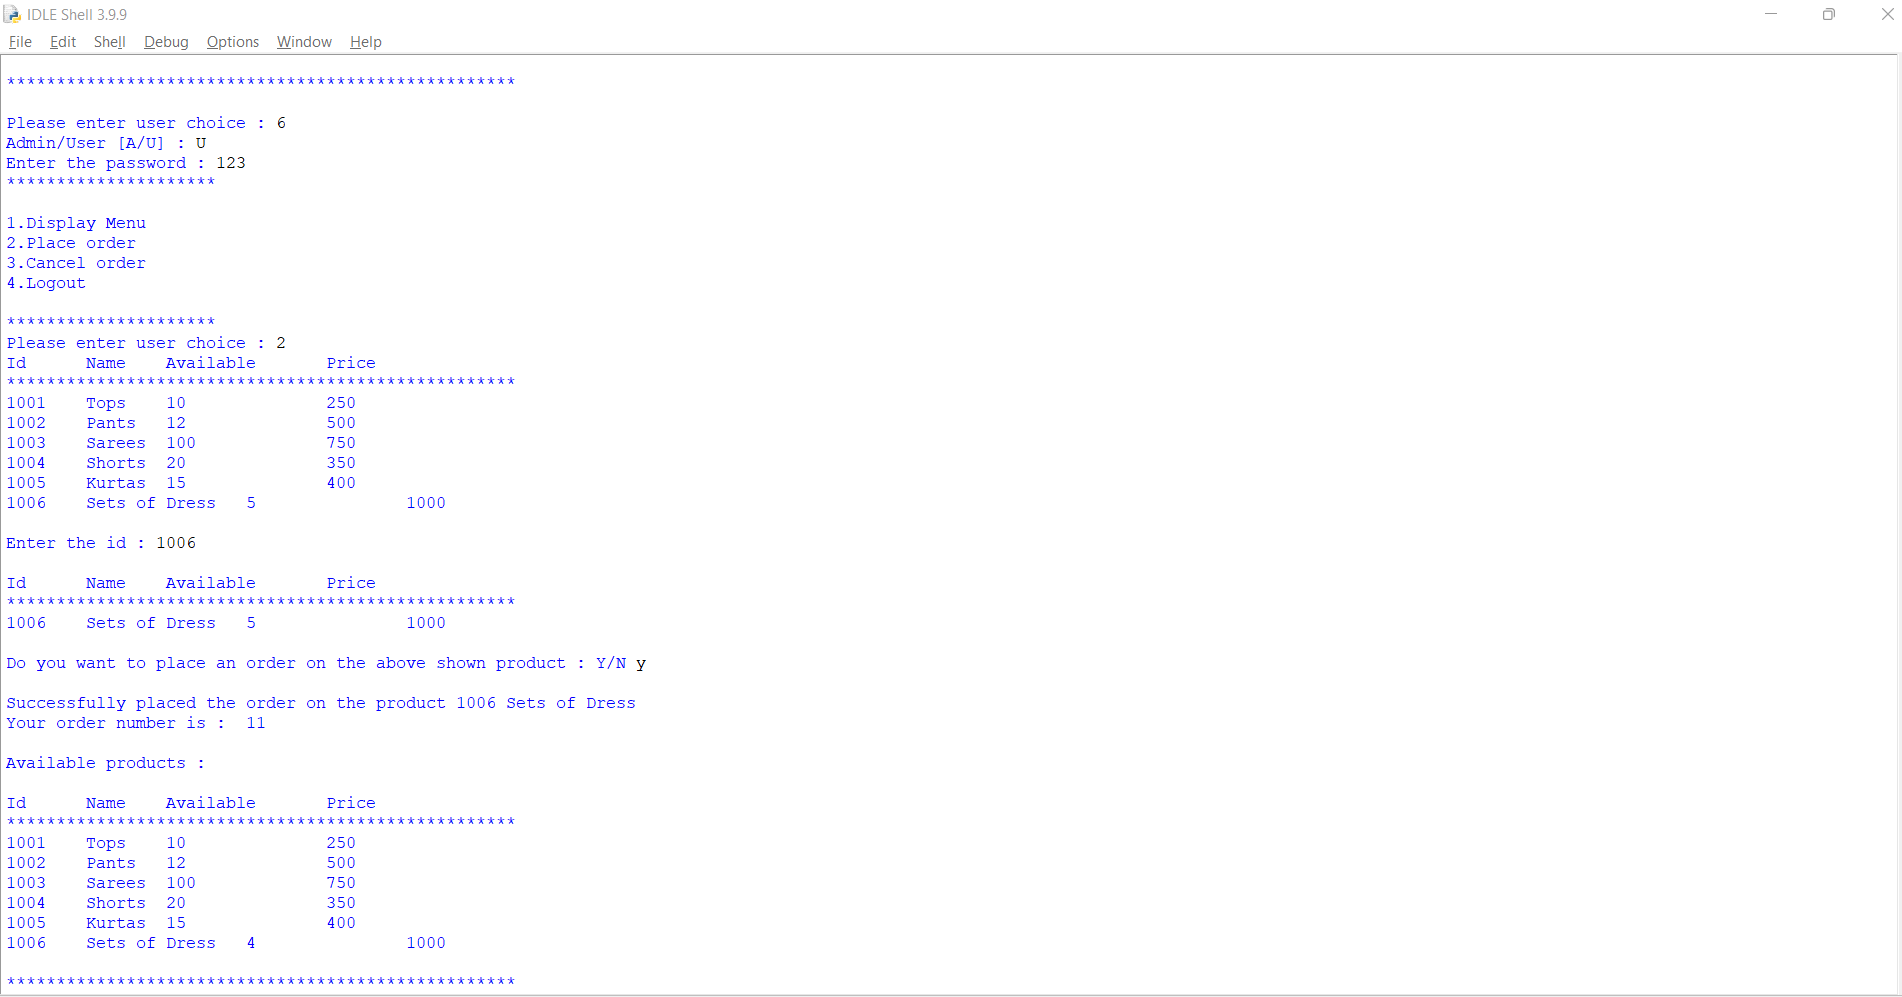 IDLE Shell 3.9.9
File Edit Shell Debug Options Window Help
***************************************************
Please enter user choice : 6
Admin/User [A/U] : U
Enter the password : 123
*********************
1.Display Menu
2.Place order
3.Cancel order
4.Logout
*********************
Please enter user choice : 2
Id      Name    Available       Price
***************************************************
1001    Tops    10              250
1002    Pants   12              500
1003    Sarees  100             750
1004    Shorts  20              350
1005    Kurtas  15              400
1006    Sets of Dress   5               1000
Enter the id : 1006
Id      Name    Available       Price
***************************************************
1006    Sets of Dress   5               1000
Do you want to place an order on the above shown product : Y/N y
Successfully placed the order on the product 1006 Sets of Dress
Your order number is :  11
Available products :
Id      Name    Available       Price
***************************************************
1001    Tops    10              250
1002    Pants   12              500
1003    Sarees  100             750
1004    Shorts  20              350
1005    Kurtas  15              400
1006    Sets of Dress   4               1000
***************************************************